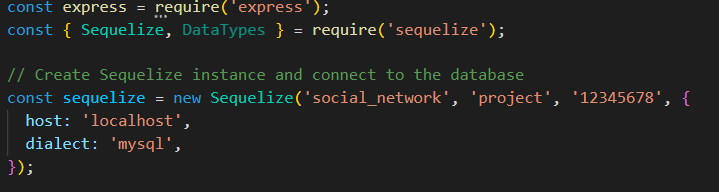 const express = require('express');
const { Sequelize, DataTypes } = require('sequelize');
// Create Sequelize instance and connect to the database
const sequelize = new Sequelize('social_network', 'project', '12345678', {
host: 'localhost',
dialect: 'mysql',
});